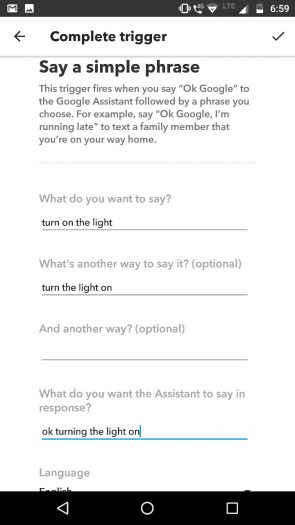 4G LTE 6:59
Complete trigger
Say a simple phrase
This trigger fires when you say “Ok Google” to
the Google Assistant followed by a phrase you
choose. For example, say “Ok Google, I’m
running late” to text a family member that
you’re on your way home.
What do you want to say?
turn on the light
What's another way to say it? (optional)
turn the light on
And another way? (optional)
What do you want the Assistant to say in
response?
ok turning the light on
Language
English